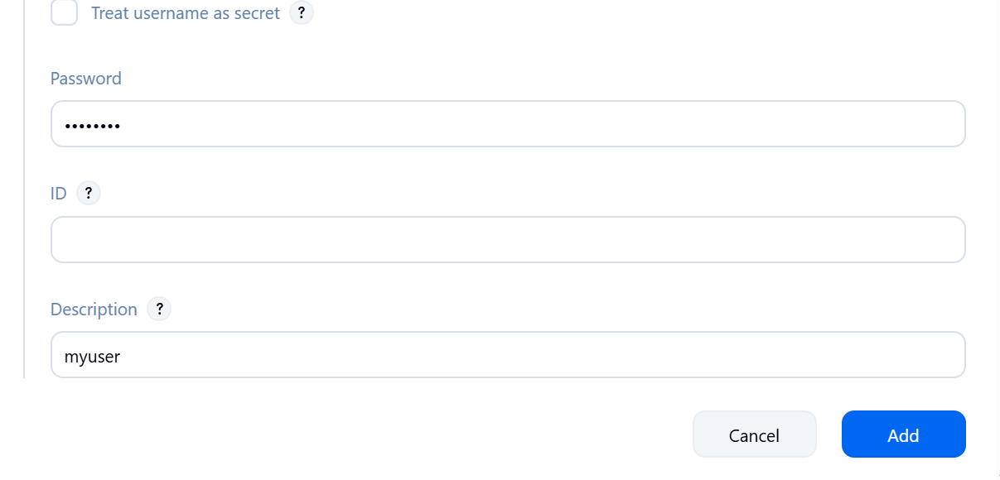 Treat username as secret ?
Password
••••••••
ID ?
Description ?
myuser
Cancel Add